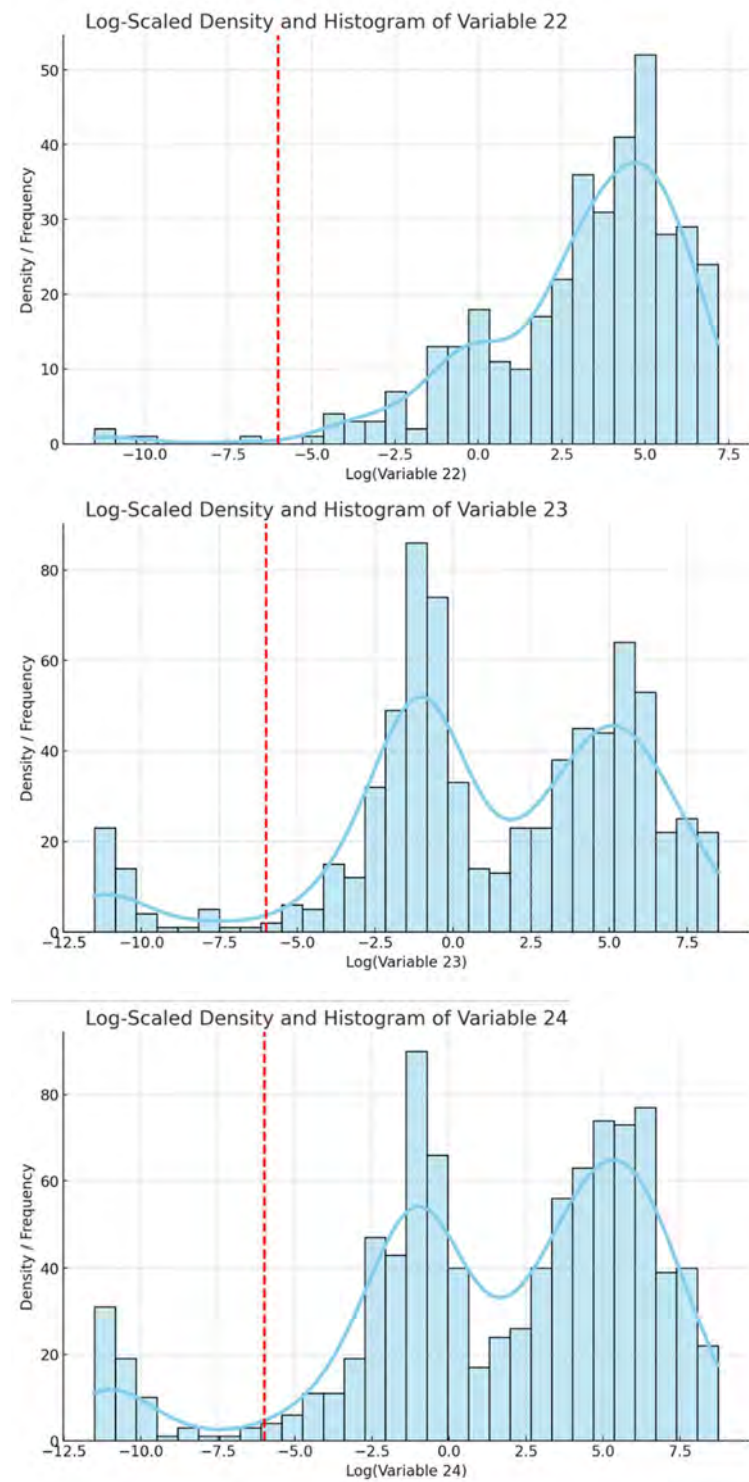 Log-Scaled Density and Histogram of Variable 22
50
40
30
20
10
0
Density / Frequency
−10.0 −7.5 −5.0 −2.5 0.0 2.5 5.0 7.5
Log(Variable 22)
Log-Scaled Density and Histogram of Variable 23
80
60
40
20
0
Density / Frequency
−12.5 −10.0 −7.5 −5.0 −2.5 0.0 2.5 5.0 7.5
Log(Variable 23)
Log-Scaled Density and Histogram of Variable 24
80
60
40
20
0
Density / Frequency
−12.5 −10.0 −7.5 −5.0 −2.5 0.0 2.5 5.0 7.5
Log(Variable 24)